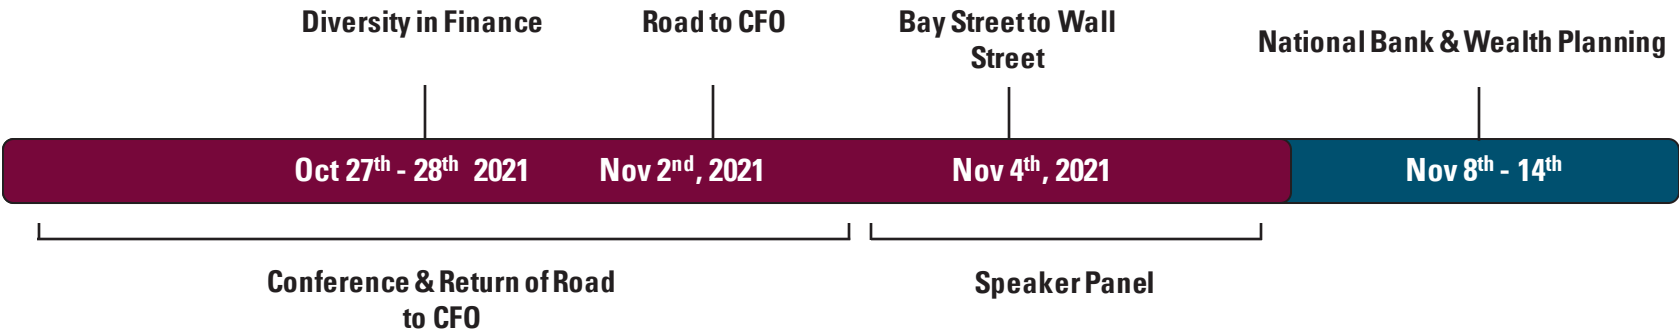 Diversity in Finance
Road to CFO
Bay Street to Wall
Street
National Bank & Wealth Planning
Oct 27th - 28th 2021
Nov 2nd, 2021
Nov 4th, 2021
Nov 8th - 14th
Conference & Return of Road
to CFO
Speaker Panel